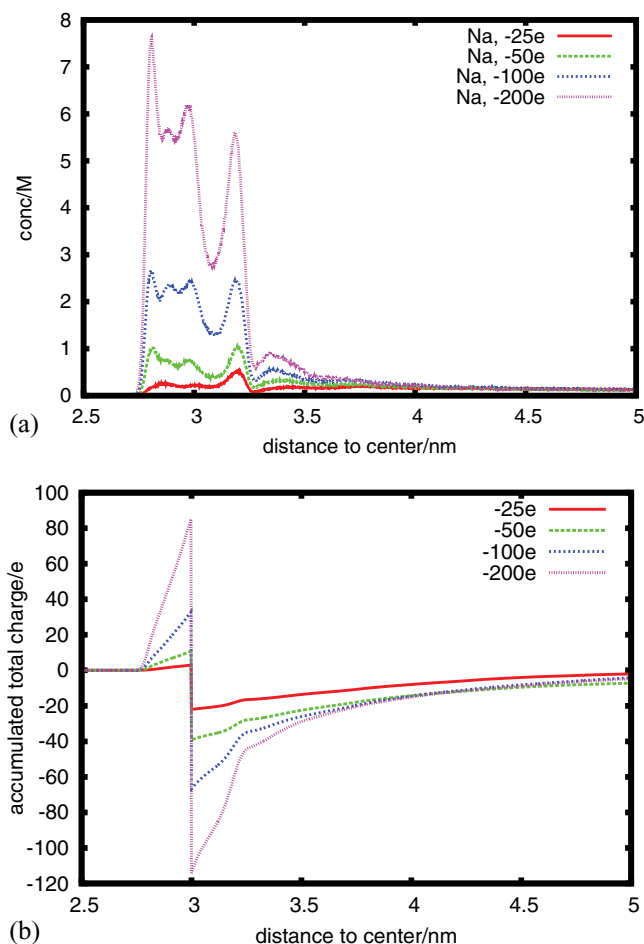 8
7
6
5
4
3
2
1
0
conc/M
Na, -25e
Na, -50e
Na, -100e
Na, -200e
2.5 3 3.5 4 4.5 5
distance to center/nm
(a)
100
80
60
40
20
0
-20
-40
-60
-80
-100
-120
accumulated total charge/e
-25e
-50e
-100e
-200e
2.5 3 3.5 4 4.5 5
distance to center/nm
(b)